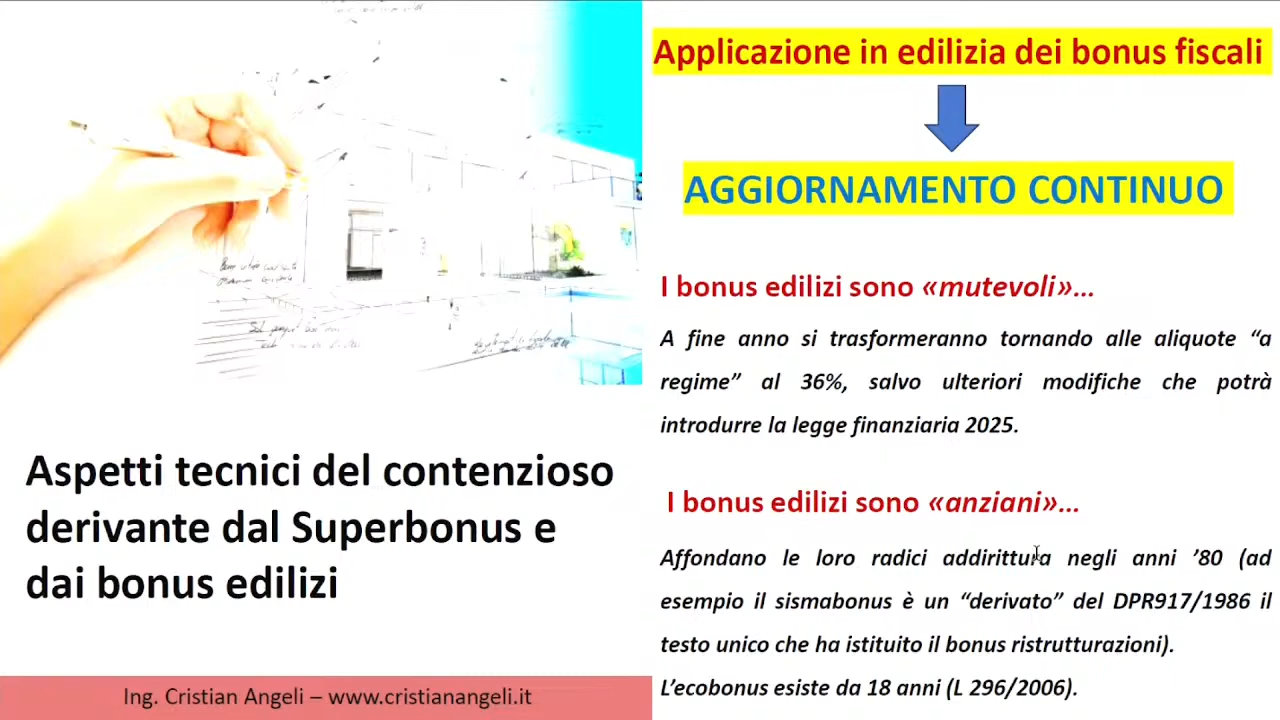 Aspetti tecnici del contenzioso
derivante dal Superbonus e
dai bonus edilizi
Ing. Cristian Angeli – www.cristianangeli.it
Applicazione in edilizia dei bonus fiscali
AGGIORNAMENTO CONTINUO
I bonus edilizi sono «mutevoli»...
A fine anno si trasformeranno tornando alle aliquote “a
regime” al 36%, salvo ulteriori modifiche che potrà
introdurre la legge finanziaria 2025.
I bonus edilizi sono «anziani»...
Affondano le loro radici addirittura negli anni ’80 (ad
esempio il sismabonus è un “derivato” del DPR917/1986 il
testo unico che ha istituito il bonus ristrutturazioni).
L’ecobonus esiste da 18 anni (L 296/2006).